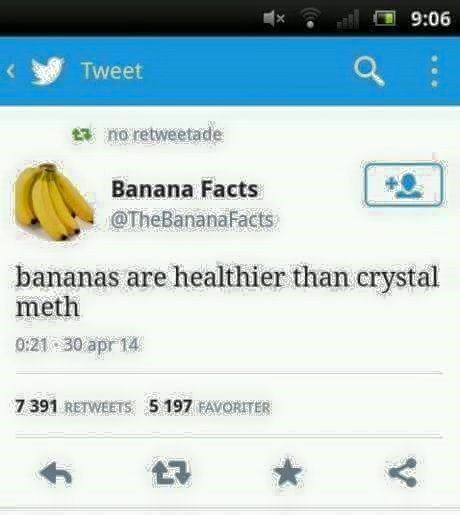 9:06
Tweet
no retweetade
Banana Facts
@TheBananaFacts
bananas are healthier than crystal
meth
0:21 · 30 apr 14
7 391 RETWEETS 5 197 FAVORITER